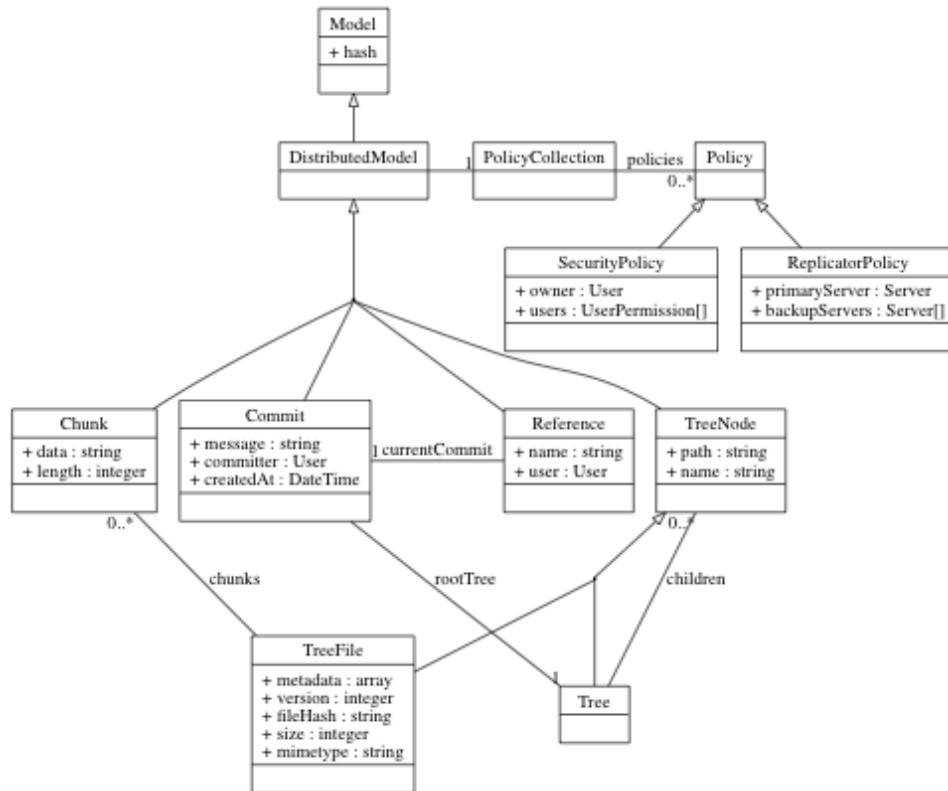 Model
+ hash
DistributedModel
1
PolicyCollection
policies
0..*
Policy
SecurityPolicy
+ owner : User
+ users : UserPermission[]
ReplicatorPolicy
+ primaryServer : Server
+ backupServers : Server[]
Chunk
+ data : string
+ length : integer
Commit
+ message : string
+ committer : User
+ createdAt : DateTime
1 currentCommit
Reference
+ name : string
+ user : User
TreeNode
+ path : string
+ name : string
0..*
0..*
chunks
rootTree
children
TreeFile
+ metadata : array
+ version : integer
+ fileHash : string
+ size : integer
+ mimetype : string
1
Tree